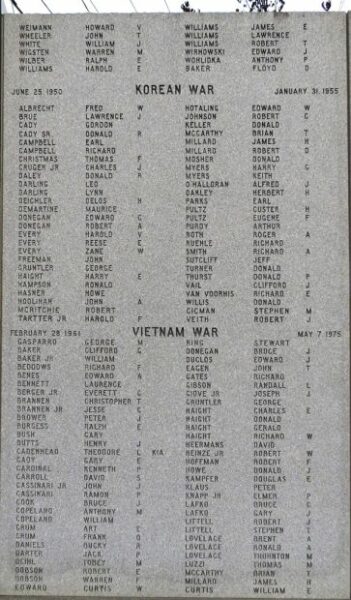 WEIMANN HOWARD V WILLIAMS JAMES E
WHEELER JOHN T WILLIAMS LAWRENCE
WHITE WILLIAM J WILLIAMS ROBERT T
WIGSTEN WARREN M WIRHOWSKI EDWARD J
WILBER RALPH E WOHLIDKA ANTHONY P
WILLIAMS HAROLD E BAKER FLOYD D
JUNE 25 1950 KOREAN WAR JANUARY 31, 1955
ALBRECHT FRED W HOTALING EDWARD W
BRUE LAWRENCE J JOHNSON ROBERT C
CADY GORDON KELLER DONALD
CADY SR DONALD R McCARTHY BRIAN T
CAMPBELL EARL MILLARD JAMES H
CAMPBELL RICHARD MILLARD ROBERT D
CHRISTMAS THOMAS F MOSHER DONALD
CRUGER JR CHARLES J MYERS HARRY G
DALEY DONALD R MYERS KEITH
DARLING LEO O'HALLORAN ALFRED J
DARLING LYNN OAKLEY HERBERT H
DEICHLER DELOS H PARKS EARL
DEMARTINE MAURICE PULTZ CUSTER H
DONEGAN EDWARD G PULTZ EUGENE F
DONEGAN ROBERT A PURDY ARTHUR
EVERY HAROLD V ROTH ROGER A
EVERY REESE E RUEHLE RICHARD
EVERY ZANE W SMITH RICHARD A
FREEMAN JOHN SUTCLIFF JEFF
GRUNTLER GEORGE TURNER DONALD
HAIGHT HARRY E THURST DONALD P
HAMPSON RONALD VAIL CLIFFORD J
HASNER HOWE VAN VOORHIS RICHARD E
HOOLIHAN JOHN A WILLIS DONALD
McRITCHIE ROBERT CICMAN STEPHEN M
TARTTER JR HAROLD F VEITH ROBERT J
FEBRUARY 28 1961 VIETNAM WAR MAY 7 1975
GASPARRO GEORGE M KING STEWART
BAKER CLIFFORD G DONEGAN BRUCE J
BAKER JR WILLIAM DUCLOS EDWARD J
BEDDOWS RICHARD F EAGEN JOHN T
BENES EDWARD A GATES RICHARD
BENNETT LAURENCE GIBSON RANDALL L
BERGER JR EVERETT C GIOVE JR JOSEPH J
BRANNEN CHRISTOPHER T GRUNTLER GEORGE
BRANNEN JR JESSE C HAIGHT CHARLES E
BROWER PETER J HAIGHT DONALD
BURGESS RALPH E HAIGHT GERALD
BUSH GARY HAIGHT RICHARD W
BUTTS HENRY J HEERMANS DAVID
CADENHEAD THEODORE L KIA HEINZE JR ROBERT W
CADY GARY E HOFFMAN ROBERT F
CARDINAL KENNETH P HOWE DONALD J
CARROLL DAVID S KAMPFER DOUGLAS E
CASSINARI JR JOHN J KLAUS PETER
CASSIKARI RAMON P KNAPP JR ELMER P
COOK BRUCE J LAFKO BRUCE C
COPELAND ANTHONY M LAFKO GARY J
COPELAND WILLIAM LITTELL ROBERT J
CRUM ART E LITTELL STEPHEN T
CRUM FRANK O LOVELACE BRENT A
DANIELS BUCKY R LOVELACE RONALD A
DARTER JACK P LOVELACE THORNTON M
DEIHL TOBEY M LUZZI THOMAS M
DOBSON ROBERT E McCARTHY BRIAN T
DOBSON WARREN F MILLARD JAMES H
EDWARD CURTIS W CURTIS WILLIAM E